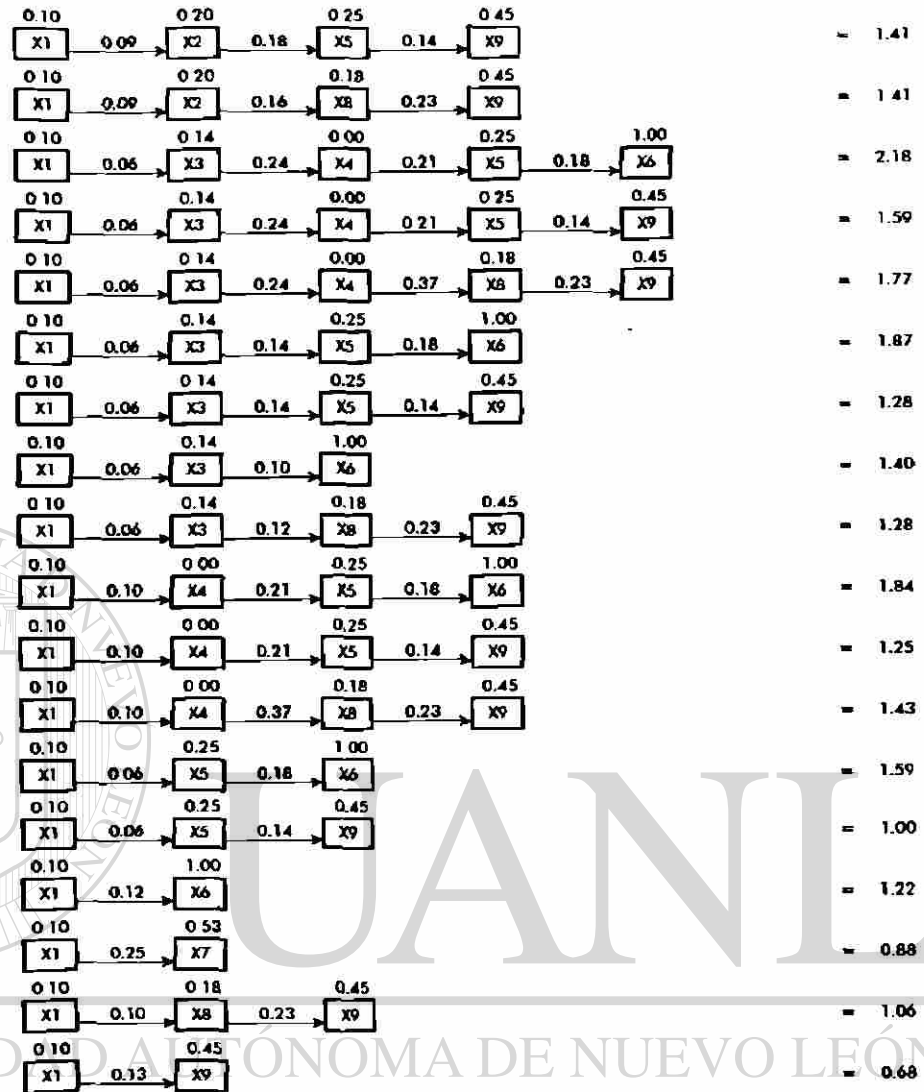 0.10 0 20 0 25 0 45
X1 0 09 X2 0.18 X5 0.14 X9 = 1.41
0 10 0 20 0.18 0 45
X1 0.09 X2 0.16 X8 0.23 X9 = 1 41
0 10 0 14 0 00 0.25 1.00
X1 0.06 X3 0.24 X4 0.21 X5 0.18 X6 = 2.18
0 10 0.14 0.00 0 25 0.45
X1 0.06 X3 0.24 X4 0 21 X5 0.14 X9 = 1.59
0 10 0 14 0.00 0.18 0.45
X1 0.06 X3 0.24 X4 0.37 X8 0.23 X9 = 1.77
0 10 0.14 0.25 1.00
X1 0.06 X3 0.14 X5 0.18 X6 = 1.87
0 10 0 14 0.25 0.45
X1 0.06 X3 0.14 X5 0.14 X9 = 1.28
0.10 0.14 1.00
X1 0.06 X3 0.10 X6 = 1.40
0 10 0.14 0.18 0.45
X1 0.06 X3 0.12 X8 0.23 X9 = 1.28
0.10 0 00 0.25 1.00
X1 0.10 X4 0.21 X5 0.18 X6 = 1.84
0.10 0 00 0.25 0.45
X1 0.10 X4 0.21 X5 0.14 X9 = 1.25
0 10 0 00 0.18 0.45
X1 0.10 X4 0.37 X8 0.23 X9 = 1.43
0.10 0.25 1 00
X1 0 06 X5 0.18 X6 = 1.59
0 10 0.25 0.45
X1 0.06 X5 0.14 X9 = 1.00
0.10 1.00
X1 0.12 X6 = 1.22
0 10 0 53
X1 0.25 X7 = 0.88
0 10 0 18 0.45
X1 0.10 X8 0.23 X9 = 1.06
0 10 0.45
X1 0.13 X9 = 0.68
UANL
DAD AUTÓNOMA DE NUEVO LEÓN